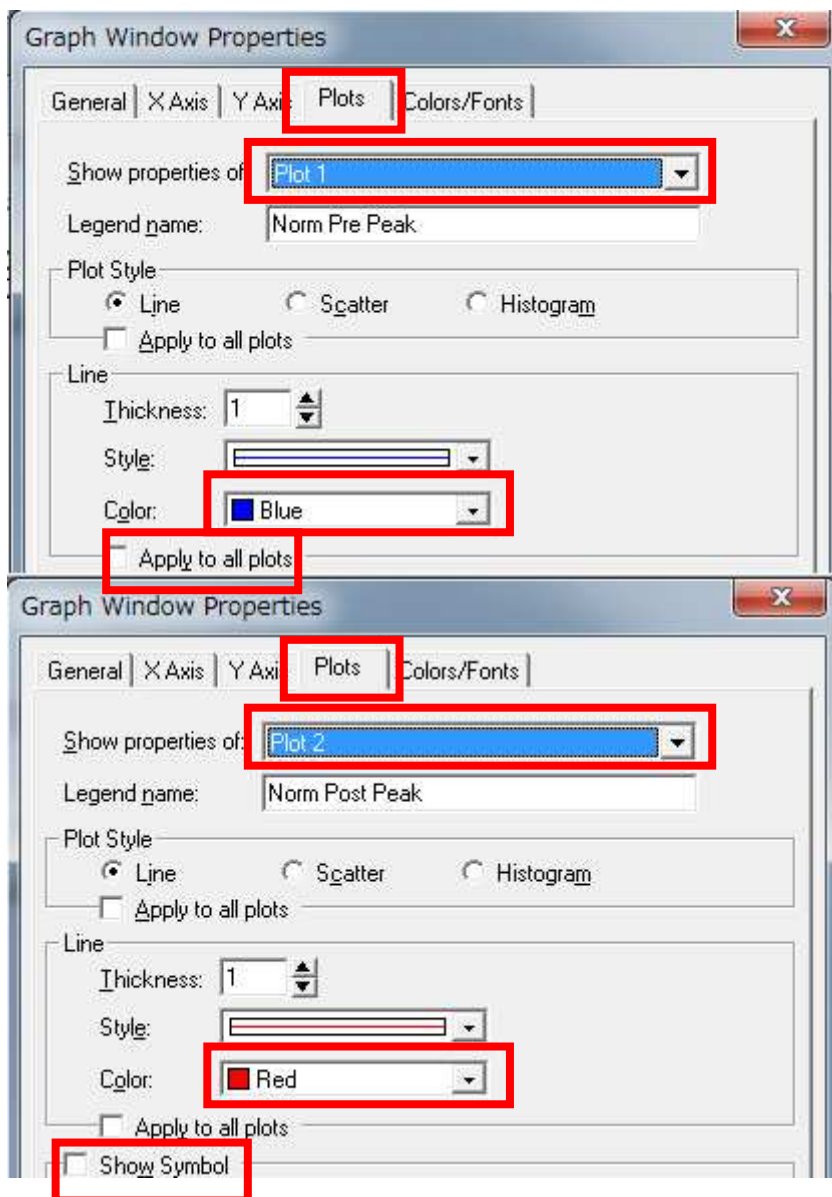 Graph Window Properties
General X Axis Y Axis Plots Colors/Fonts
Show properties of Plot 1
Legend name: Norm Pre Peak
Plot Style
Line Scatter Histogram
Apply to all plots
Line
Thickness: 1
Style:
Color: Blue
Apply to all plots
Graph Window Properties
General X Axis Y Axi Plots Colors/Fonts
Show properties of: Plot 2
Legend name: Norm Post Peak
Plot Style
Line Scatter Histogram
Apply to all plots
Line
Thickness: 1
Style:
Color: Red
Apply to all plots
Show Symbol